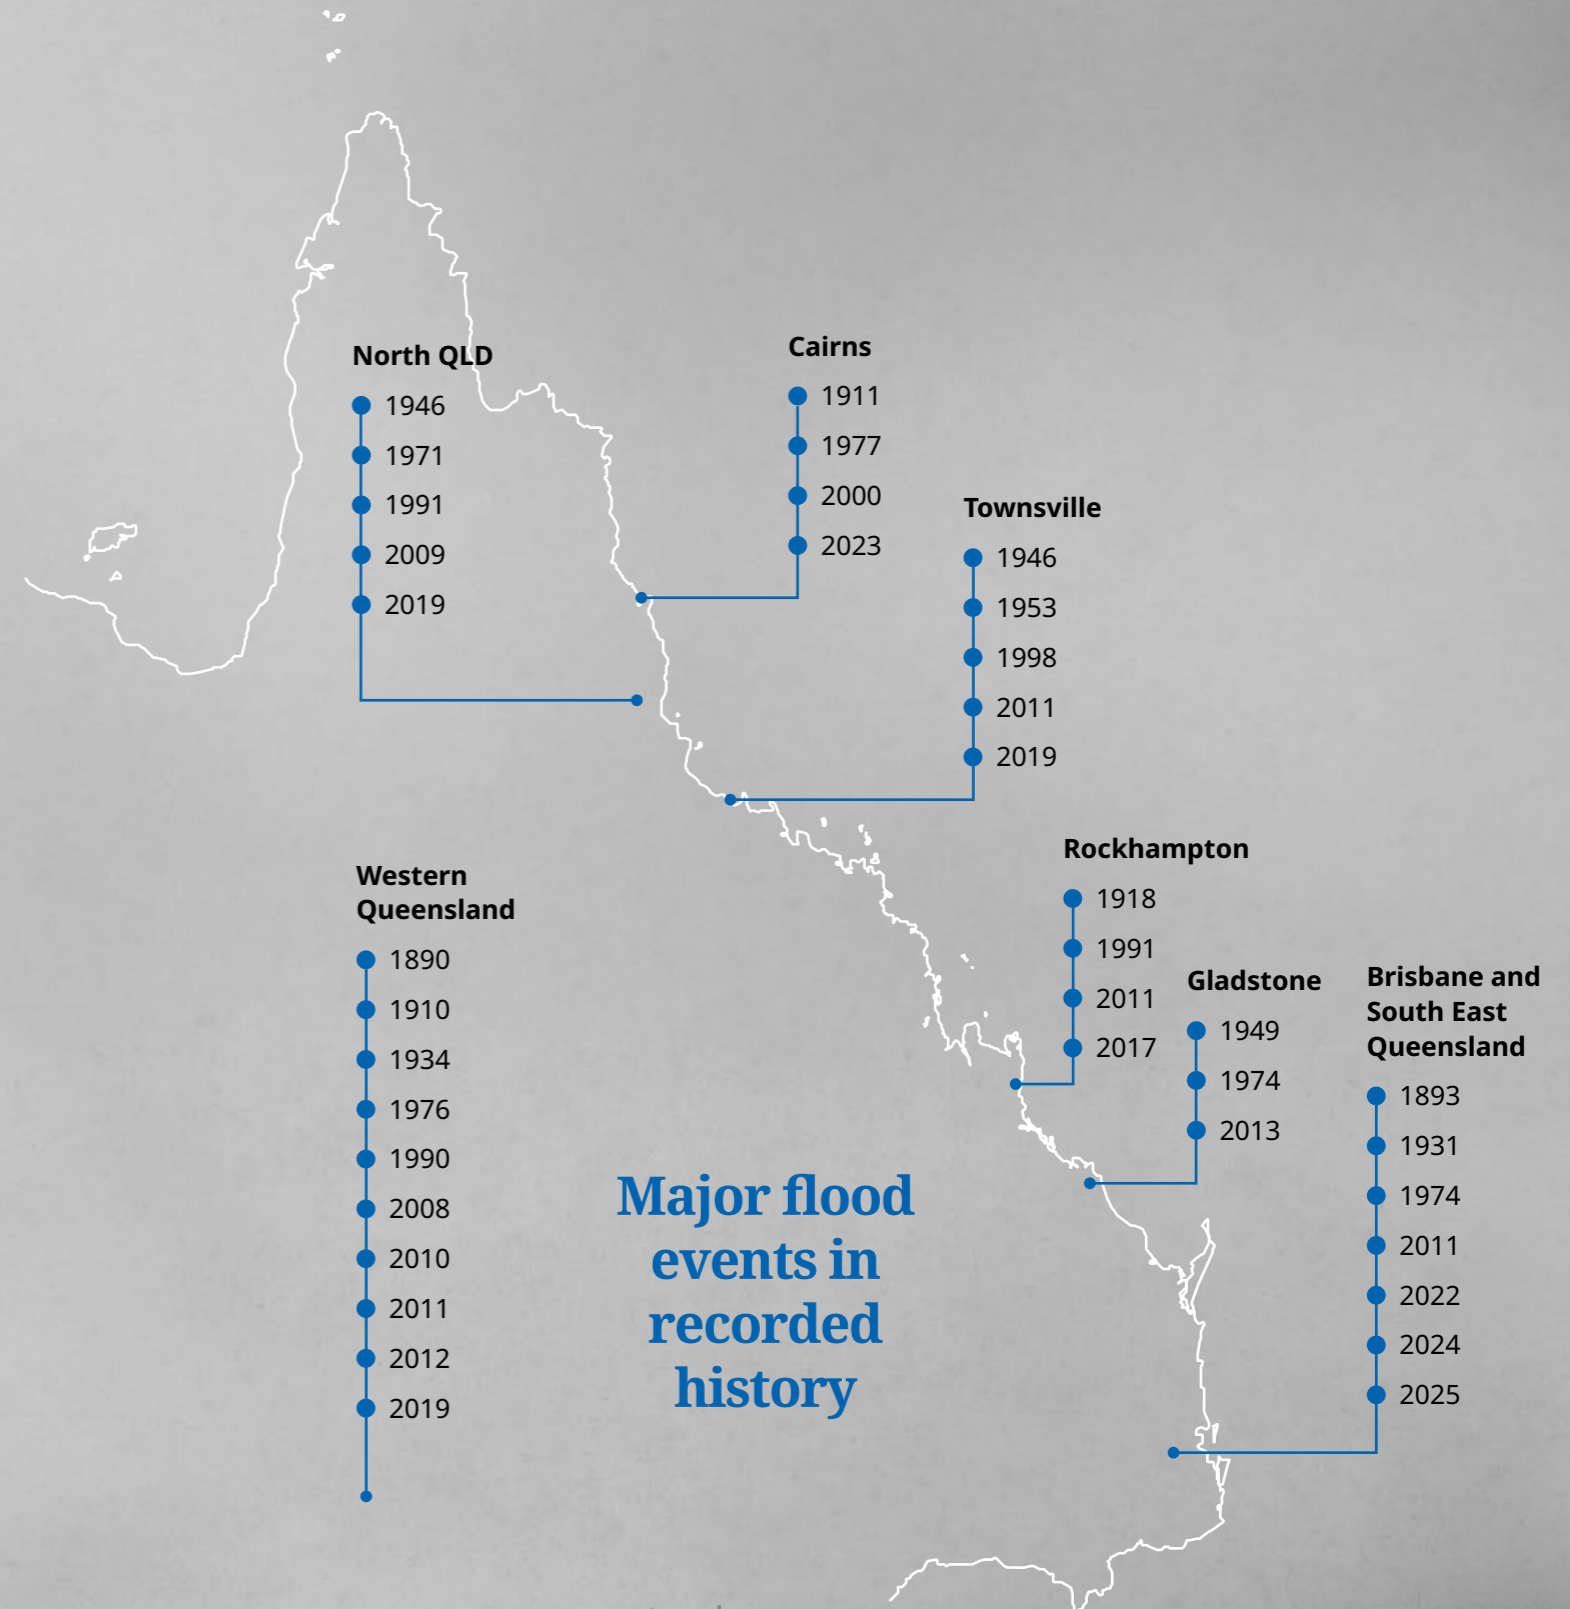 North QLD
1946
1971
1991
2009
2019
Cairns
1911
1977
2000
2023
Townsville
1946
1953
1998
2011
2019
Western
Queensland
1890
1910
1934
1976
1990
2008
2010
2011
2012
2019
Rockhampton
1918
1991
2011
2017
Gladstone
1949
1974
2013
Brisbane and
South East
Queensland
1893
1931
1974
2011
2022
2024
2025
Major flood
events in
recorded
history